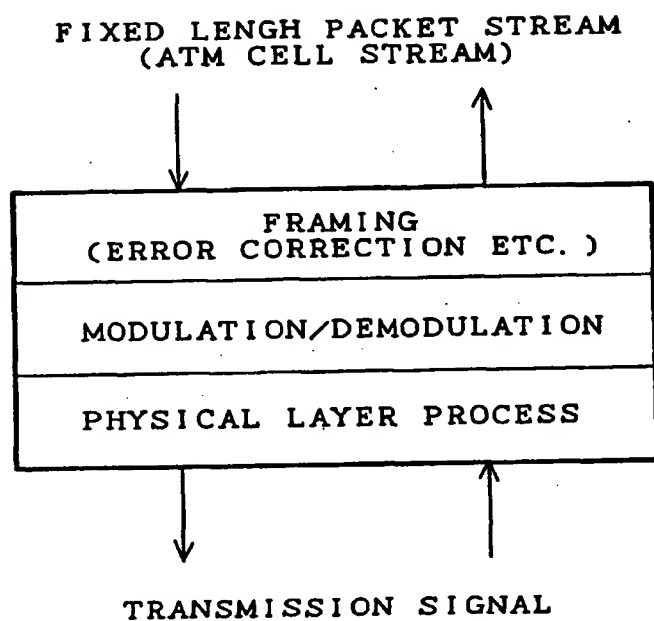 FIXED LENGH PACKET STREAM
(ATM CELL STREAM)
FRAMING
(ERROR CORRECTION ETC. )
MODULATION/DEMODULATION
PHYSICAL LAYER PROCESS
TRANSMISSION SIGNAL